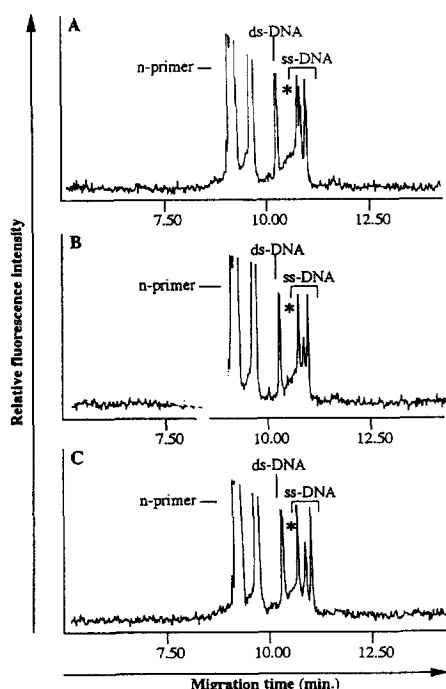 A
ds-DNA
ss-DNA
n-primer
*
7.50 10.00 12.50
B
ds-DNA
ss-DNA
n-primer
*
7.50 10.00 12.50
C
ds-DNA
ss-DNA
n-primer
*
7.50 10.00 12.50
Relative fluorescence intensity
Migration time (min.)